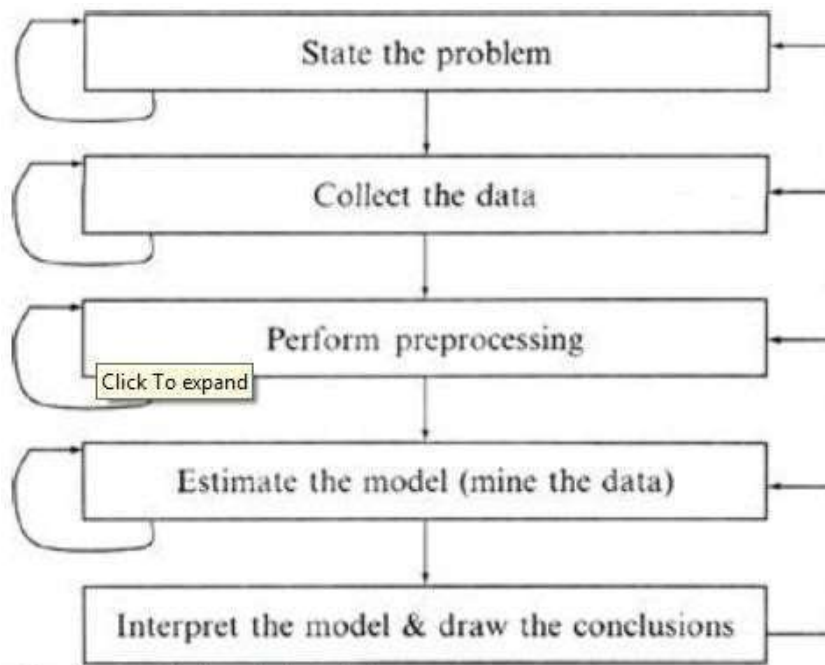 State the problem
Collect the data
Perform preprocessing
Click To expand
Estimate the model (mine the data)
Interpret the model & draw the conclusions